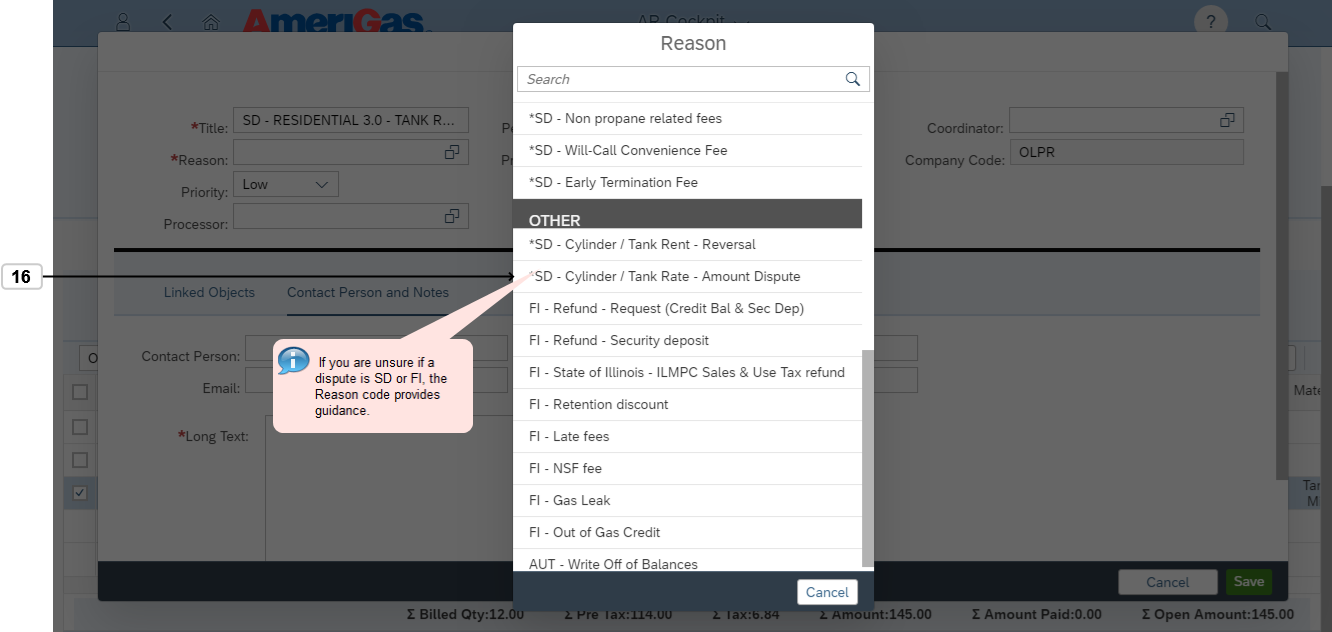 AmeriGas
AR Cockpit
?
Reason
Search
*Title:
SD - RESIDENTIAL 3.0 - TANK R...
*Reason:
Priority:
Low
Processor:
Coordinator:
Company Code:
OLPR
*SD - Non propane related fees
*SD - Will-Call Convenience Fee
*SD - Early Termination Fee
OTHER
*SD - Cylinder / Tank Rent - Reversal
16
*SD - Cylinder / Tank Rate - Amount Dispute
FI - Refund - Request (Credit Bal & Sec Dep)
FI - Refund - Security deposit
FI - State of Illinois - ILMPC Sales & Use Tax refund
FI - Retention discount
FI - Late fees
FI - NSF fee
FI - Gas Leak
FI - Out of Gas Credit
AUT - Write Off of Balances
Cancel
Linked Objects
Contact Person and Notes
Contact Person:
Email:
*Long Text:
If you are unsure if a
dispute is SD or FI, the
Reason code provides
guidance.
Cancel
Save
Σ Billed Qty:12.00
Σ Pre Tax:114.00
Σ Tax:6.84
Σ Amount:145.00
Σ Amount Paid:0.00
Σ Open Amount:145.00